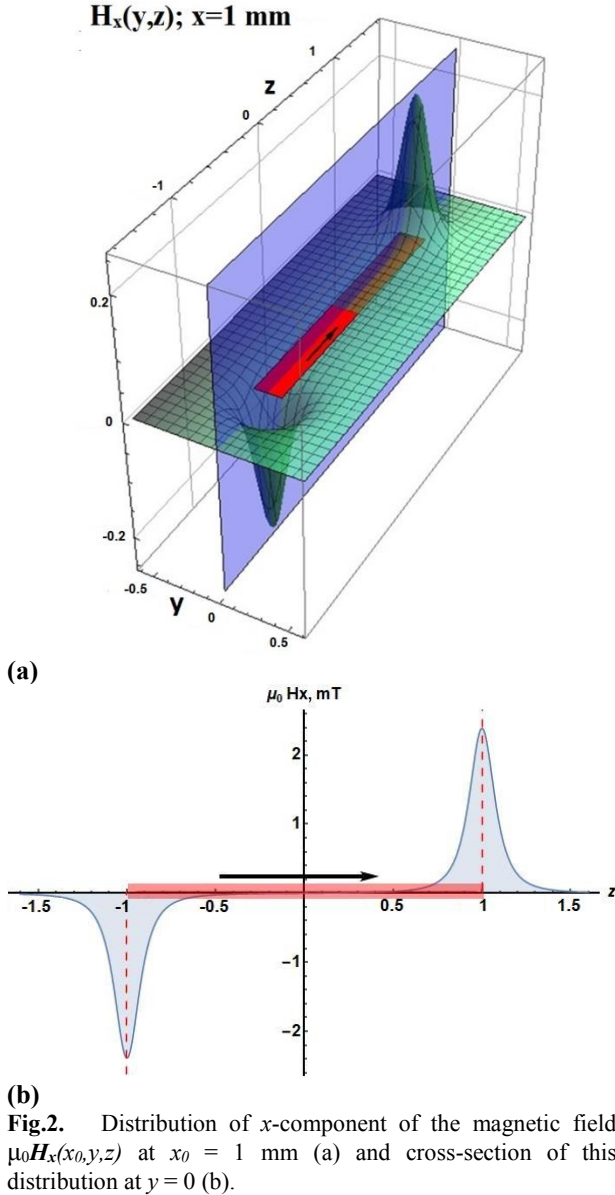 Hₓ(y,z); x=1 mm
1
z
0
-1
0.2
0
-0.2
-0.5
y
0
0.5
(a)
μ₀ Hx, mT
2
1
-1.5
-1
-0.5
0.5
1
1.5
z
−1
−2
(b)
Fig.2. Distribution of x-component of the magnetic field
μ₀Hₓ(x₀,y,z) at x₀ = 1 mm (a) and cross-section of this
distribution at y = 0 (b).